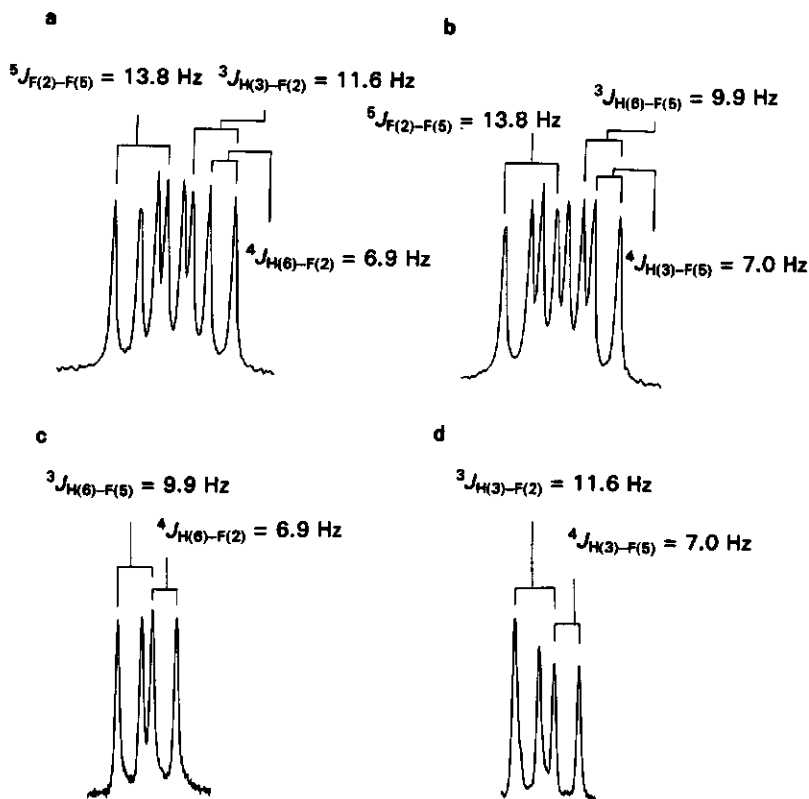 a
⁵J_F(2)–F(5) = 13.8 Hz
³J_H(3)–F(2) = 11.6 Hz
⁴J_H(6)–F(2) = 6.9 Hz
b
³J_H(6)–F(5) = 9.9 Hz
⁵J_F(2)–F(5) = 13.8 Hz
⁴J_H(3)–F(5) = 7.0 Hz
c
³J_H(6)–F(5) = 9.9 Hz
⁴J_H(6)–F(2) = 6.9 Hz
d
³J_H(3)–F(2) = 11.6 Hz
⁴J_H(3)–F(5) = 7.0 Hz